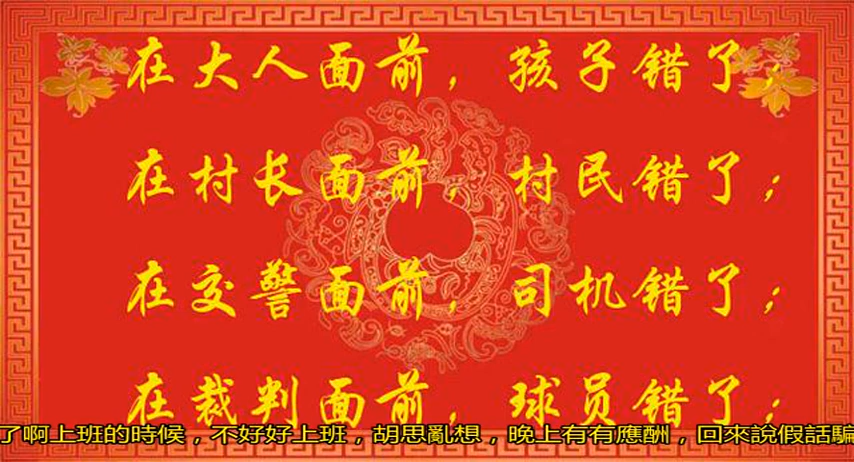 在大人面前，孩子错了；
在村长面前，村民错了；
在交警面前，司机错了；
在裁判面前，球员错了；
了啊上班的時候，不好好上班，胡思亂想，晚上有有應酬，回來說假話騙